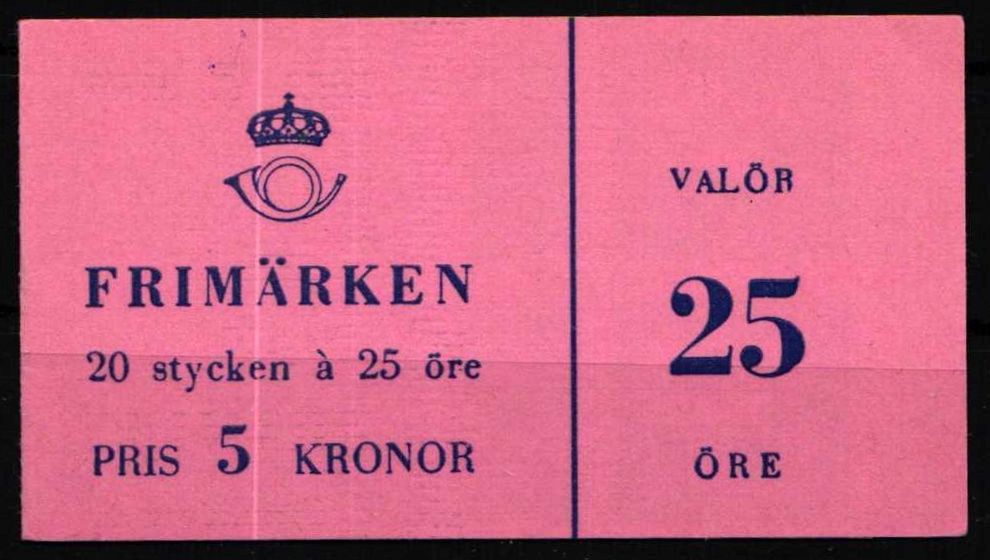 FRIMÄRKEN
20 stycken à 25 öre
PRIS 5 KRONOR
VALÖR
25
ÖRE